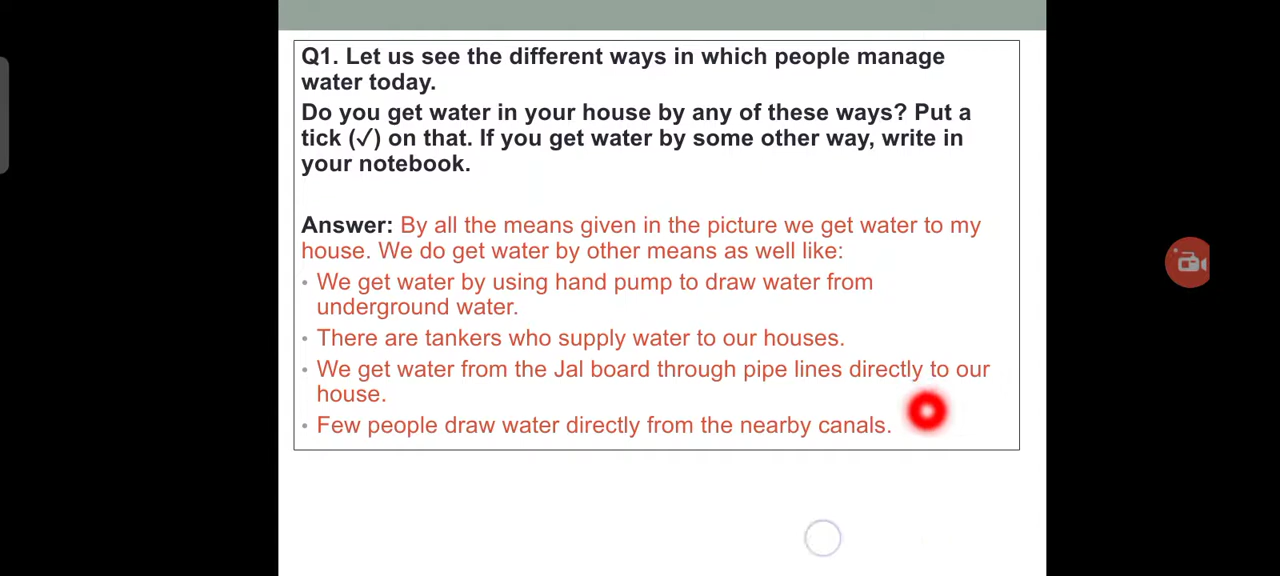 Q1. Let us see the different ways in which people manage
water today.
Do you get water in your house by any of these ways? Put a
tick (✓) on that. If you get water by some other way, write in
your notebook.
Answer: By all the means given in the picture we get water to my
house. We do get water by other means as well like:
• We get water by using hand pump to draw water from
underground water.
• There are tankers who supply water to our houses.
• We get water from the Jal board through pipe lines directly to our
house.
• Few people draw water directly from the nearby canals.